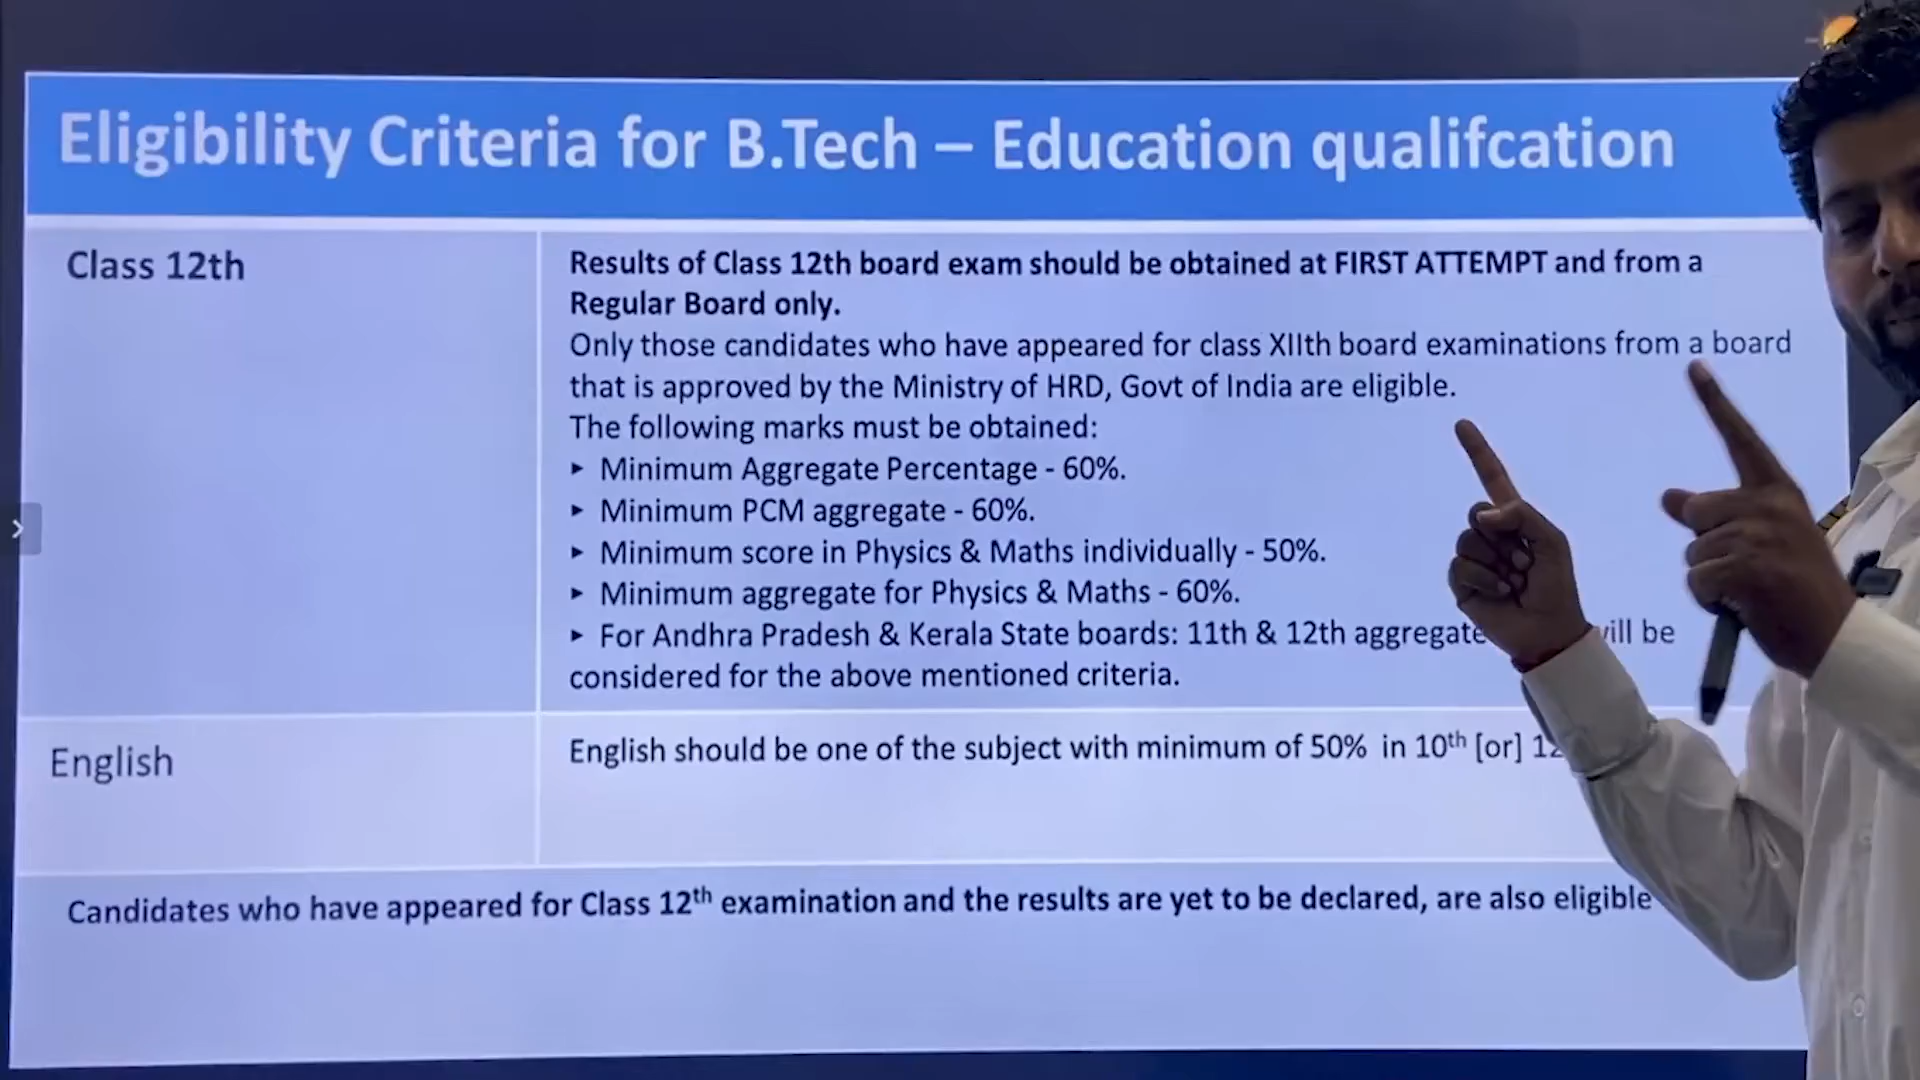 Eligibility Criteria for B.Tech – Education qualifcation
Class 12th
Results of Class 12th board exam should be obtained at FIRST ATTEMPT and from a
Regular Board only.
Only those candidates who have appeared for class XIIth board examinations from a board
that is approved by the Ministry of HRD, Govt of India are eligible.
The following marks must be obtained:
‣ Minimum Aggregate Percentage - 60%.
‣ Minimum PCM aggregate - 60%.
‣ Minimum score in Physics & Maths individually - 50%.
‣ Minimum aggregate for Physics & Maths - 60%.
‣ For Andhra Pradesh & Kerala State boards: 11th & 12th aggregate will be
considered for the above mentioned criteria.
English
English should be one of the subject with minimum of 50% in 10th [or]
Candidates who have appeared for Class 12th examination and the results are yet to be declared, are also eligible